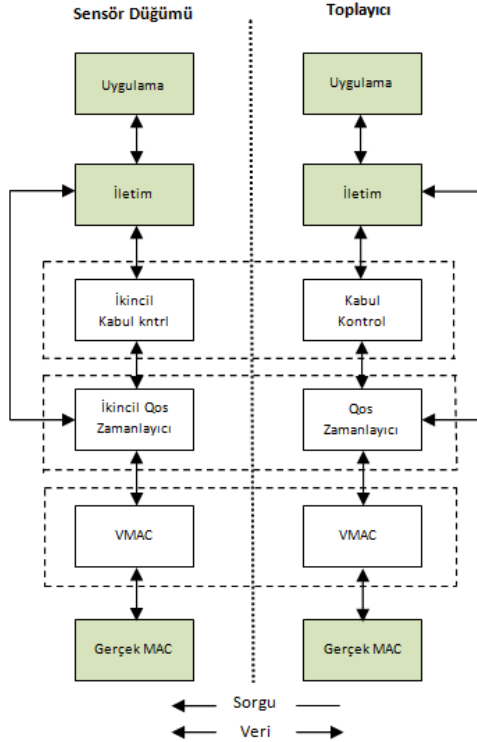 Sensör Düğümü
Toplayıcı
Uygulama
Uygulama
İletim
İletim
İkincil
Kabul kntrl
Kabul
Kontrol
İkincil Qos
Zamanlayıcı
Qos
Zamanlayıcı
VMAC
VMAC
Gerçek MAC
Gerçek MAC
Sorgu
Veri